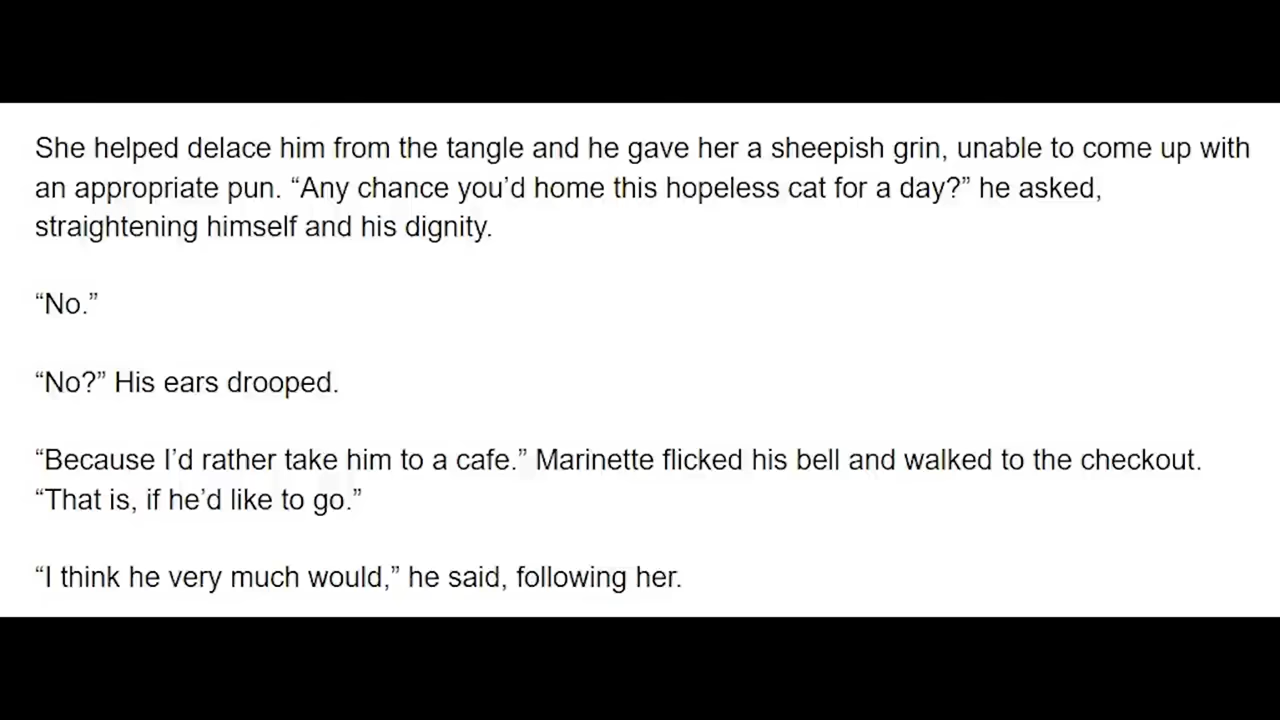 She helped delace him from the tangle and he gave her a sheepish grin, unable to come up with
an appropriate pun. “Any chance you’d home this hopeless cat for a day?” he asked,
straightening himself and his dignity.
“No.”
“No?” His ears drooped.
“Because I’d rather take him to a cafe.” Marinette flicked his bell and walked to the checkout.
“That is, if he’d like to go.”
“I think he very much would,” he said, following her.